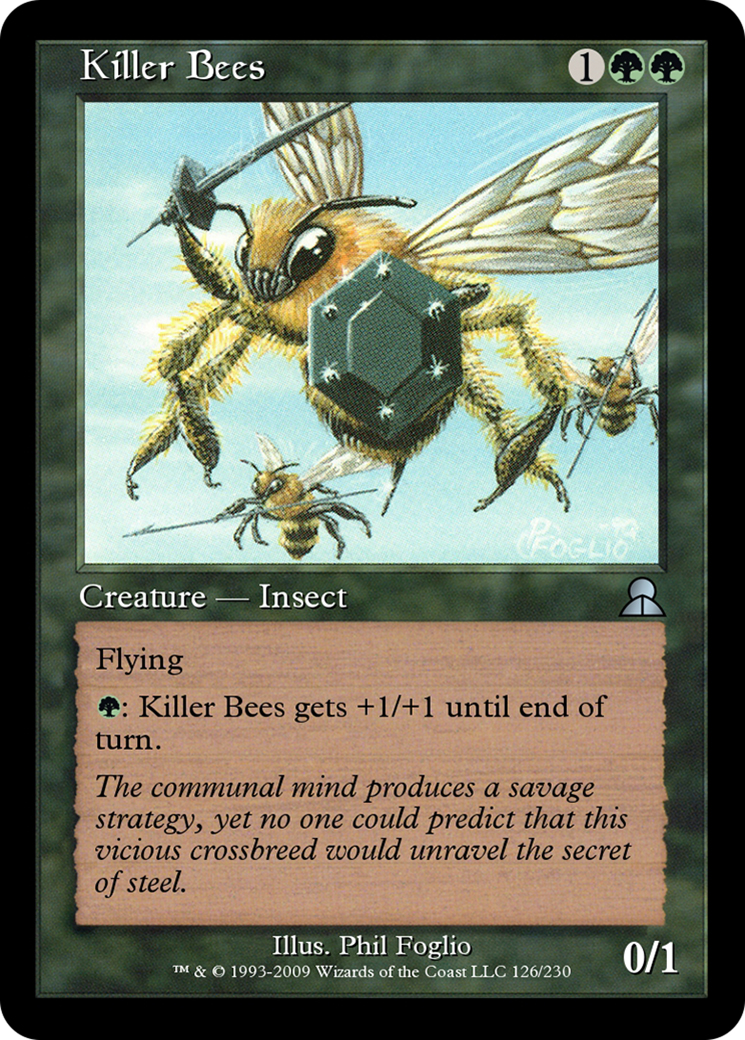 Killer Bees
1
P. FOGLIO -90
Creature — Insect
Flying
: Killer Bees gets +1/+1 until end of
turn.
The communal mind produces a savage
strategy, yet no one could predict that this
vicious crossbreed would unravel the secret
of steel.
Illus. Phil Foglio
™ & © 1993-2009 Wizards of the Coast LLC 126/230
0/1